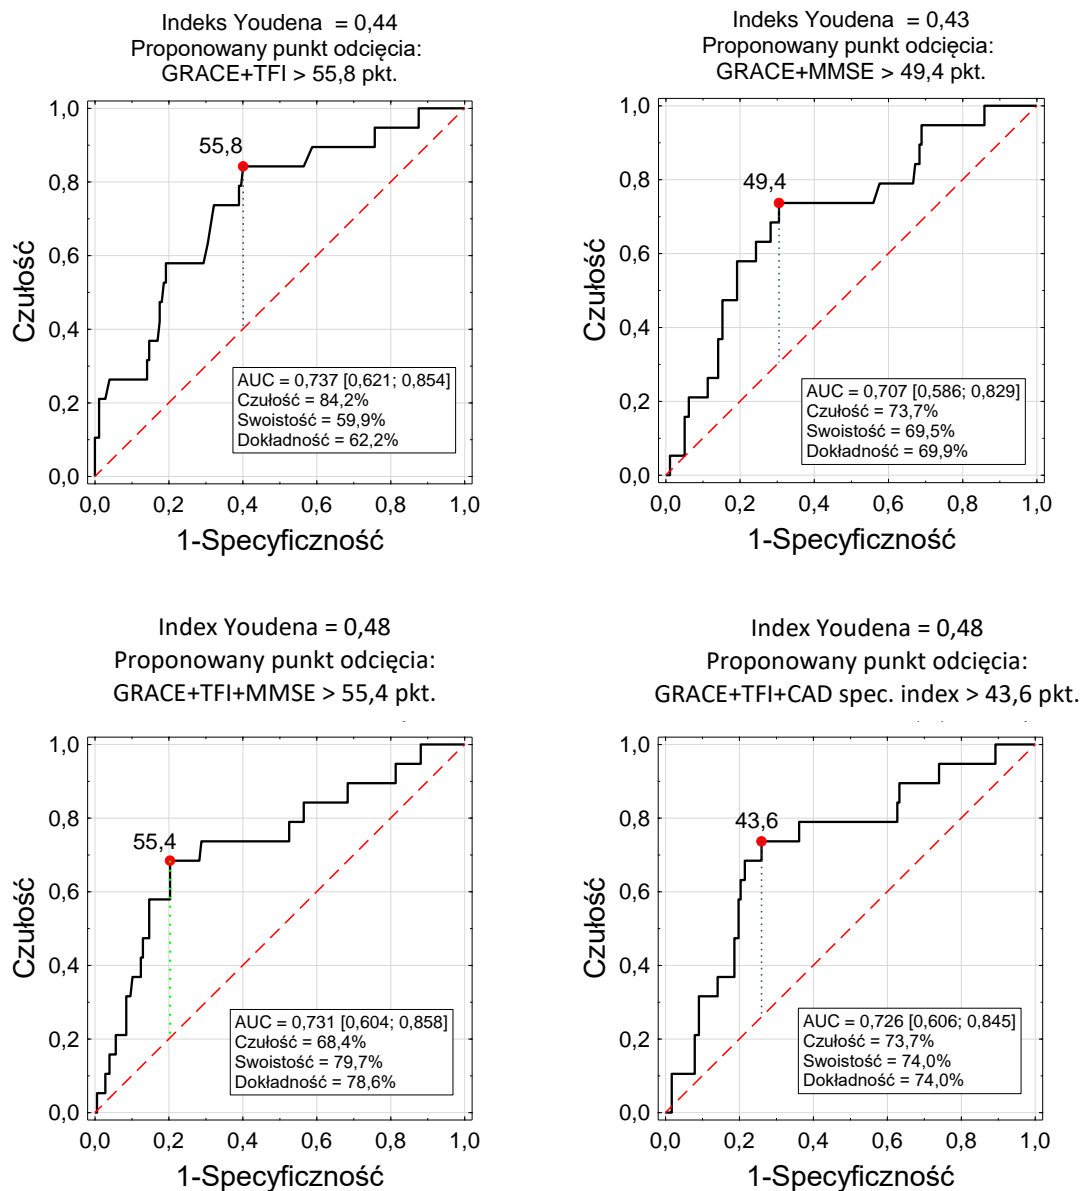 Indeks Youdena = 0,44
Proponowany punkt odcięcia:
GRACE+TFI > 55,8 pkt.
1,0
0,8
0,6
0,4
0,2
0,0
Czułość
55,8
AUC = 0,737 [0,621; 0,854]
Czułość = 84,2%
Swoistość = 59,9%
Dokładność = 62,2%
0,0 0,2 0,4 0,6 0,8 1,0
1-Specyficzność
Indeks Youdena = 0,43
Proponowany punkt odcięcia:
GRACE+MMSE > 49,4 pkt.
1,0
0,8
0,6
0,4
0,2
0,0
Czułość
49,4
AUC = 0,707 [0,586; 0,829]
Czułość = 73,7%
Swoistość = 69,5%
Dokładność = 69,9%
0,0 0,2 0,4 0,6 0,8 1,0
1-Specyficzność
Index Youdena = 0,48
Proponowany punkt odcięcia:
GRACE+TFI+MMSE > 55,4 pkt.
1,0
0,8
0,6
0,4
0,2
0,0
Czułość
55,4
AUC = 0,731 [0,604; 0,858]
Czułość = 68,4%
Swoistość = 79,7%
Dokładność = 78,6%
0,0 0,2 0,4 0,6 0,8 1,0
1-Specyficzność
Index Youdena = 0,48
Proponowany punkt odcięcia:
GRACE+TFI+CAD spec. index > 43,6 pkt.
1,0
0,8
0,6
0,4
0,2
0,0
Czułość
43,6
AUC = 0,726 [0,606; 0,845]
Czułość = 73,7%
Swoistość = 74,0%
Dokładność = 74,0%
0,0 0,2 0,4 0,6 0,8 1,0
1-Specyficzność